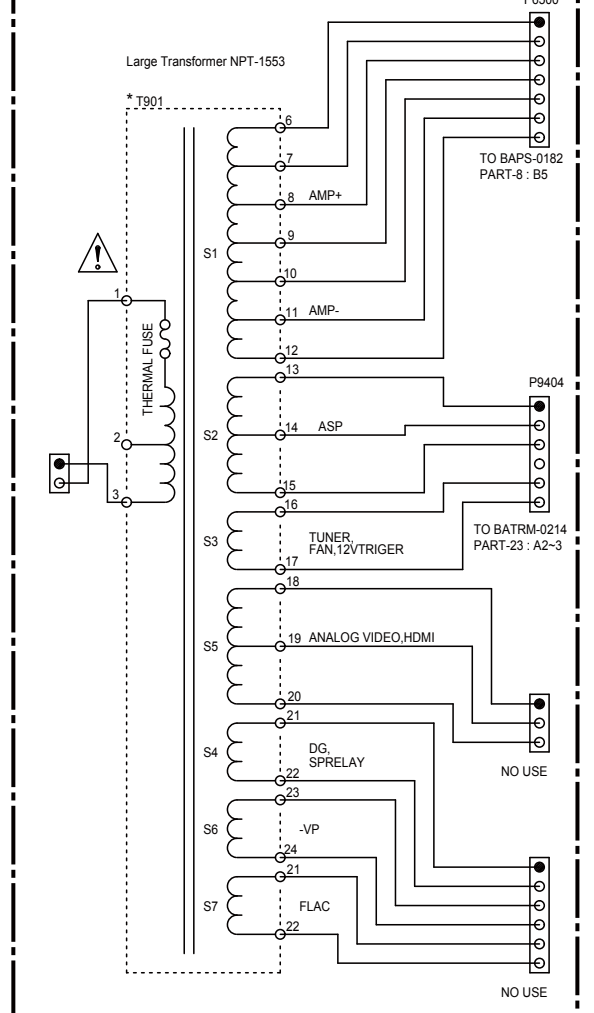 Large Transformer NPT-1553
* T901
6
7
TO BAPS-0182
PART-8 : B5
8 AMP+
9
S1
10
1
11 AMP-
12
THERMAL FUSE
13
P9404
2
14 ASP
S2
3
15
16
TO BATRM-0214
PART-23 : A2~3
TUNER,
FAN,12VTRIGER
S3
17
18
19 ANALOG VIDEO,HDMI
S5
20
21
DG,
SPRELAY
S4
NO USE
22
23
-VP
S6
24
21
FLAC
S7
22
NO USE